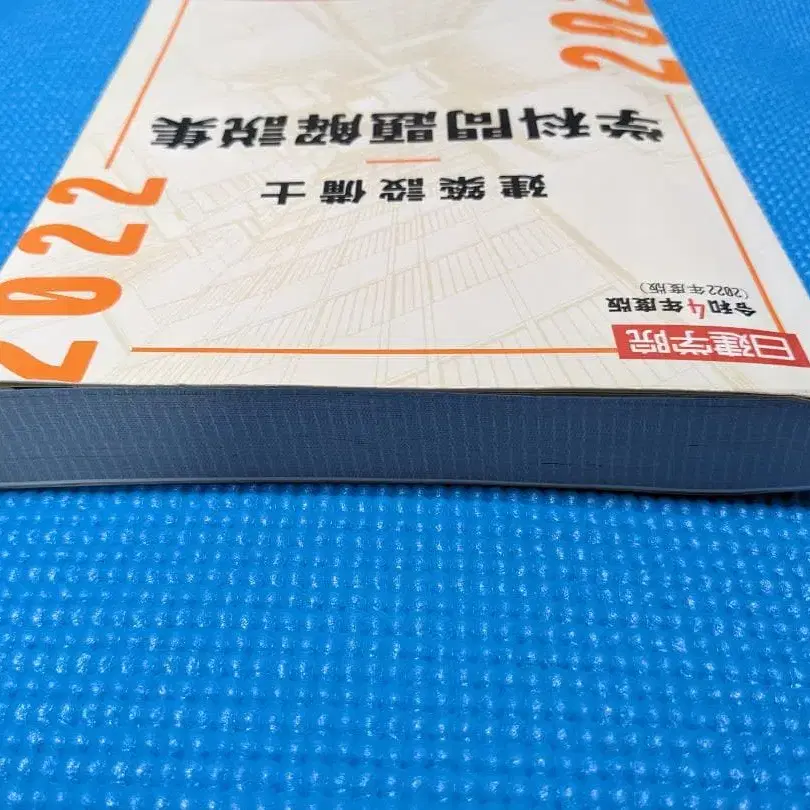 日建学院
令和4年度版
(2022年度版)
建築設備士
学科問題解説集
2022
202